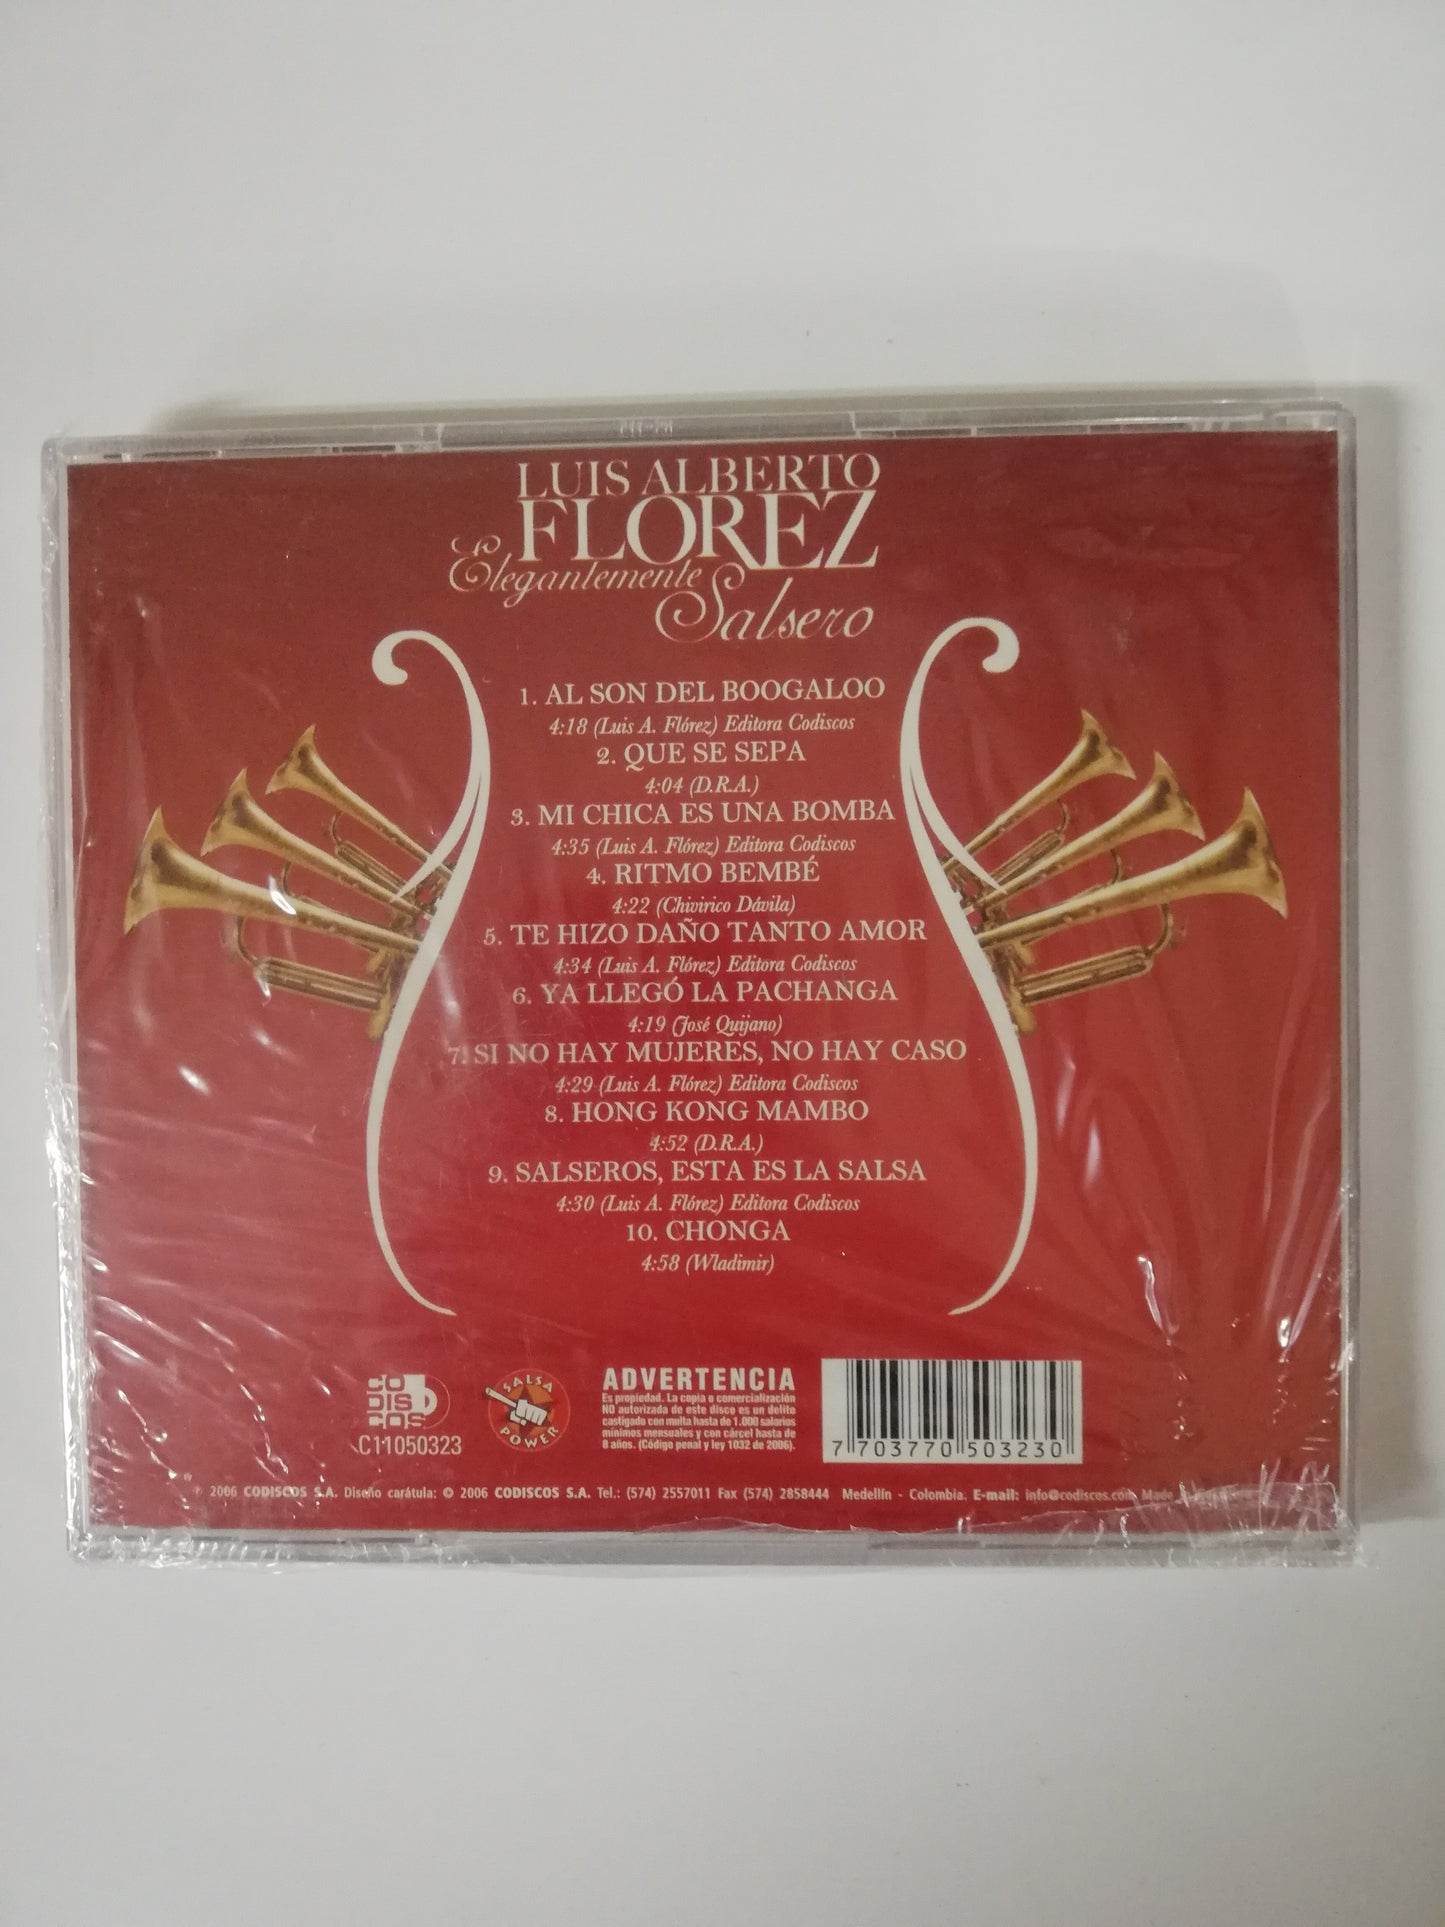 LUIS ALBERTO
FLOREZ
Elegantemente
Salsero
1. AL SON DEL BOOGALOO
4:18 (Luis A. Flórez) Editora Codiscos
2. QUE SE SEPA
4:04 (D.R.A.)
3. MI CHICA ES UNA BOMBA
4:35 (Luis A. Flórez) Editora Codiscos
4. RITMO BEMBÉ
4:22 (Chivirico Dávila)
5. TE HIZO DAÑO TANTO AMOR
4:34 (Luis A. Flórez) Editora Codiscos
6. YA LLEGÓ LA PACHANGA
4:19 (José Quijano)
7. SI NO HAY MUJERES, NO HAY CASO
4:29 (Luis A. Flórez) Editora Codiscos
8. HONG KONG MAMBO
4:52 (D.R.A.)
9. SALSEROS, ESTA ES LA SALSA
4:30 (Luis A. Flórez) Editora Codiscos
10. CHONGA
4:58 (Wladimir)
CO
DIS
COS
C11050323
SALSA
POWER
ADVERTENCIA
Es propiedad. La copia o comercialización
NO autorizada de este disco es un delito
castigado con multa hasta de 1.000 salarios
mínimos mensuales y con cárcel hasta de
8 años. (Código penal y ley 1032 de 2006).
7 703770 503230
℗ 2006 CODISCOS S.A. Diseño carátula: © 2006 CODISCOS S.A. Tel.: (574) 2557011 Fax (574) 2858444 Medellín - Colombia. E-mail: info@codiscos.com Made